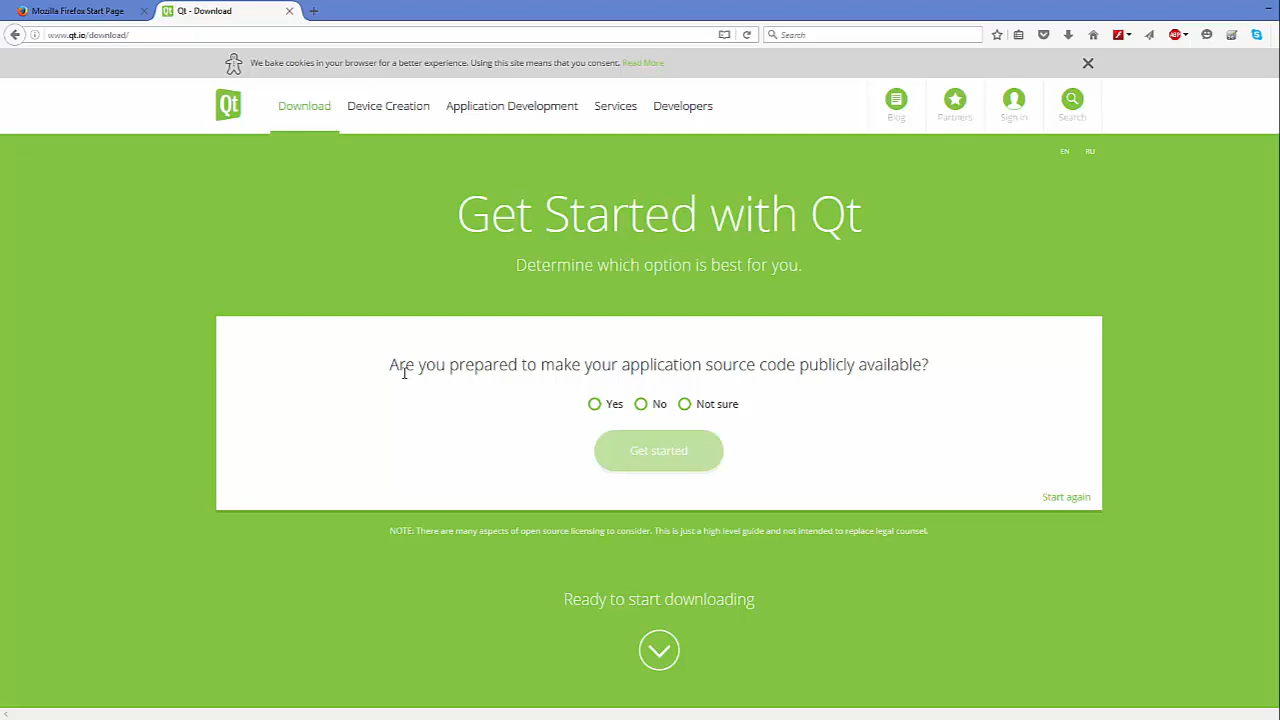 Mozilla Firefox Start Page
Qt - Download
www.qt.io/download/
Search
We bake cookies in your browser for a better experience. Using this site means that you consent. Read More
Qt
Download
Device Creation
Application Development
Services
Developers
Blog
Partners
Sign in
Search
EN
RU
Get Started with Qt
Determine which option is best for you.
Are you prepared to make your application source code publicly available?
Yes
No
Not sure
Get started
Start again
NOTE: There are many aspects of open source licensing to consider. This is just a high level guide and not intended to replace legal counsel.
Ready to start downloading